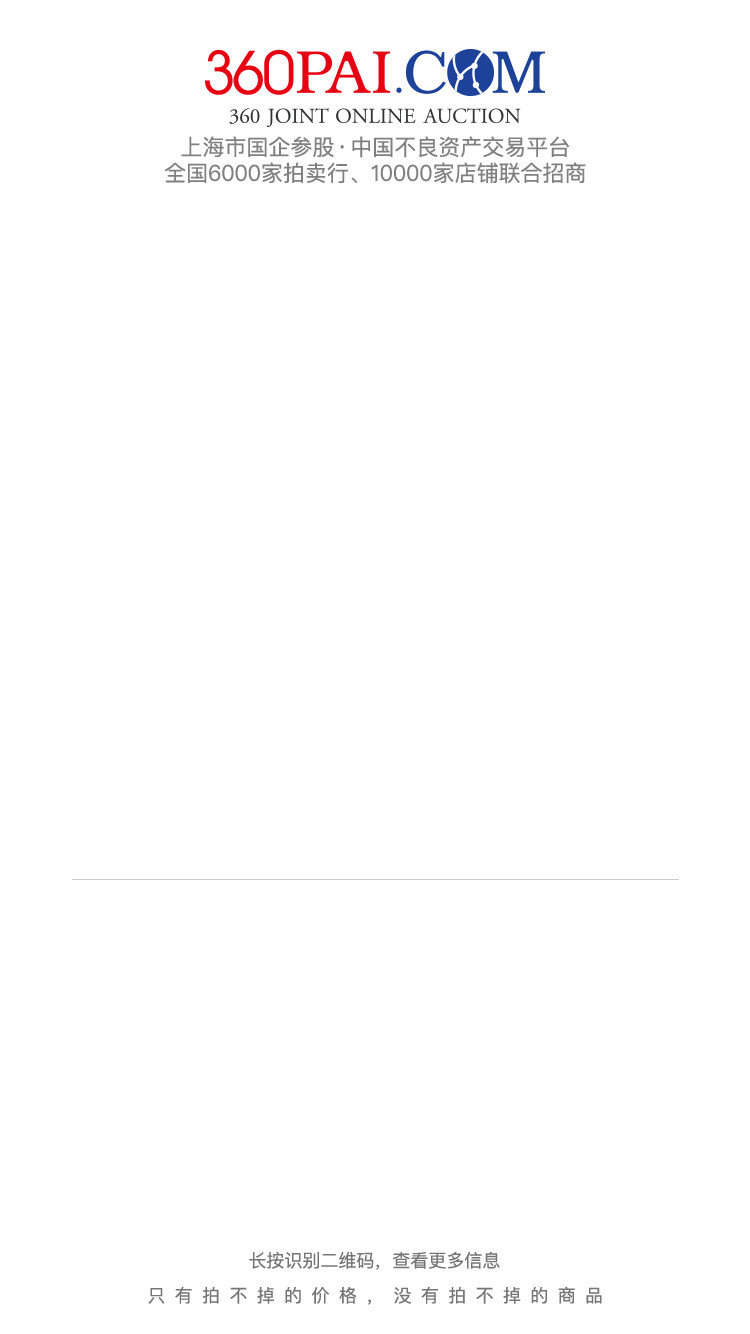 360PAI.COM
360 JOINT ONLINE AUCTION
上海市国企参股·中国不良资产交易平台
全国6000家拍卖行、10000家店铺联合招商
长按识别二维码，查看更多信息
只有拍不掉的价格，没有拍不掉的商品